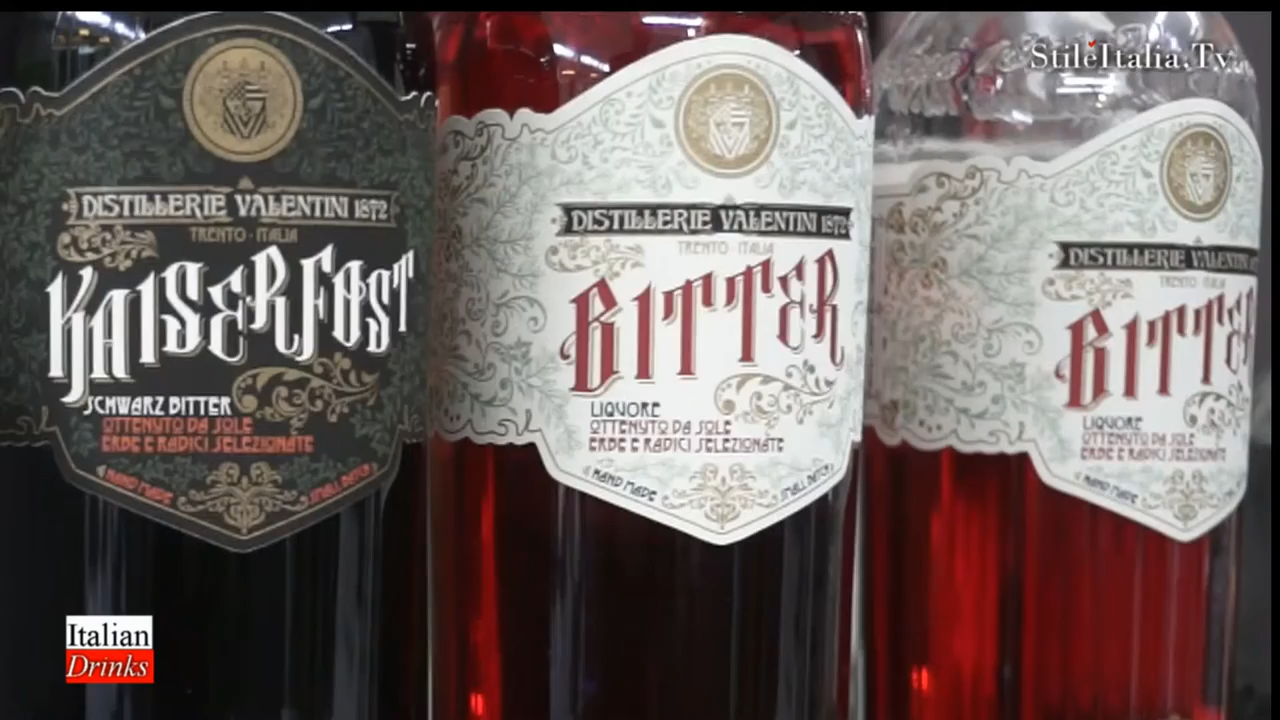 StileItalia.Tv
DISTILLERIE VALENTINI 1872
TRENTO · ITALIA
KAISERFOST
SCHWARZ BITTER
OTTENUTO DA SOLE
ERBE E RADICI SELEZIONATE
HAND MADE
SMALL BATCH
DISTILLERIE VALENTINI 1872
TRENTO · ITALIA
BITTER
LIQUORE
OTTENUTO DA SOLE
ERBE E RADICI SELEZIONATE
HAND MADE
SMALL BATCH
DISTILLERIE VALENTINI
TRENTO · ITALIA
BITTER
LIQUORE
OTTENUTO DA SOLE
ERBE E RADICI SELEZIONATE
HAND MADE
Italian
Drinks